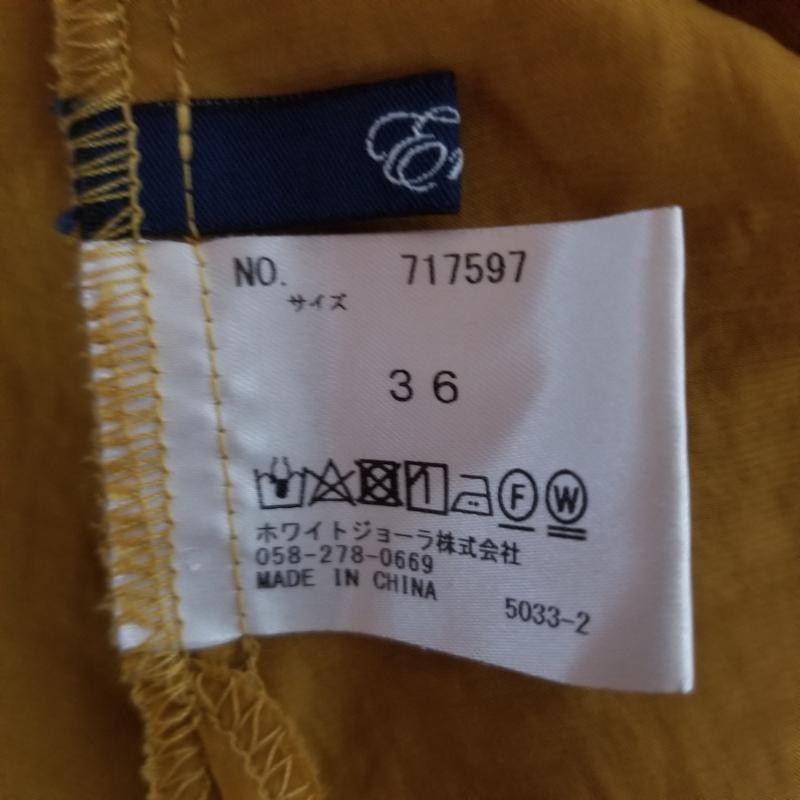 NO. 717597
サイズ
36
F W
ホワイトジョーラ株式会社
058-278-0669
MADE IN CHINA
5033-2